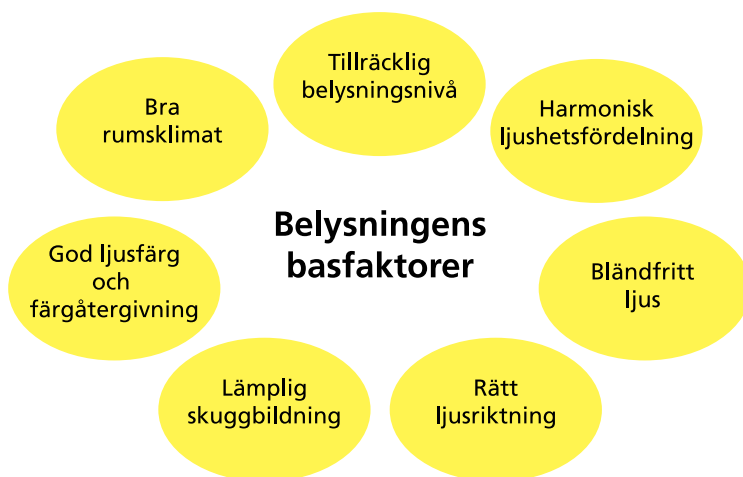 Tillräcklig
belysningsnivå
Harmonisk
ljushetsfördelning
Bländfritt
ljus
Rätt
ljusriktning
Lämplig
skuggbildning
God ljusfärg
och
färgåtergivning
Bra
rumsklimat
Belysningens
basfaktorer